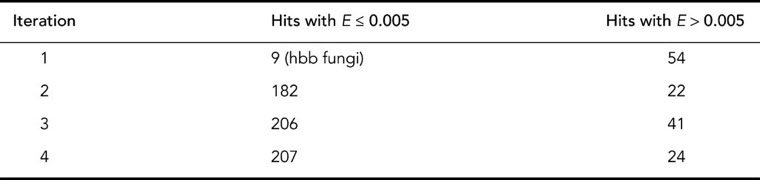 Iteration Hits with E ≤ 0.005 Hits with E > 0.005
1 9 (hbb fungi) 54
2 182 22
3 206 41
4 207 24